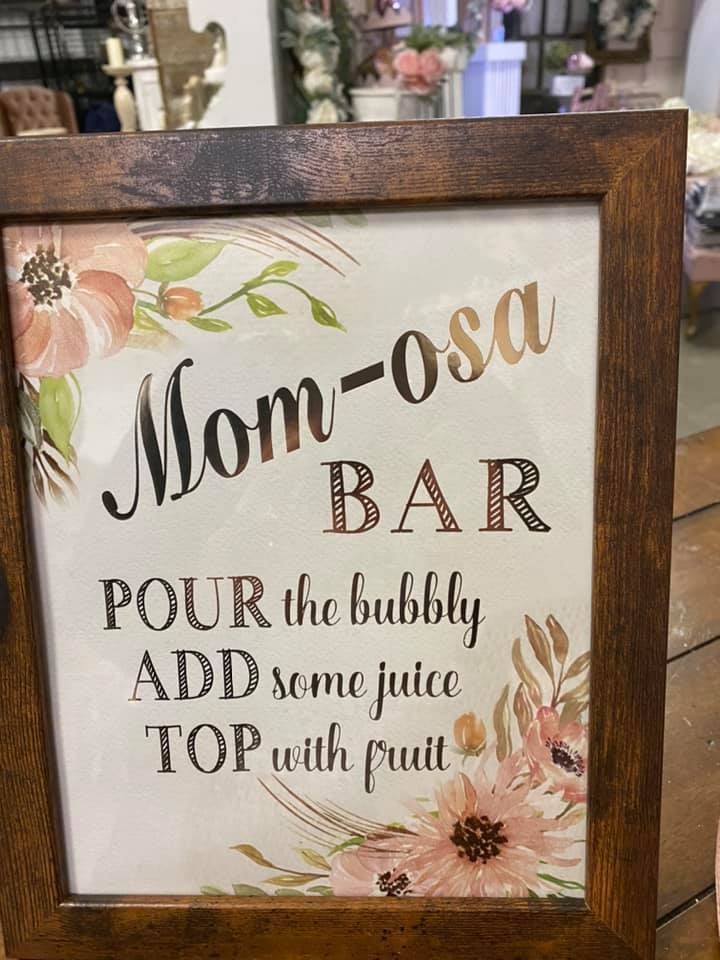 Mom-osa
BAR
POUR the bubbly
ADD some juice
TOP with fruit